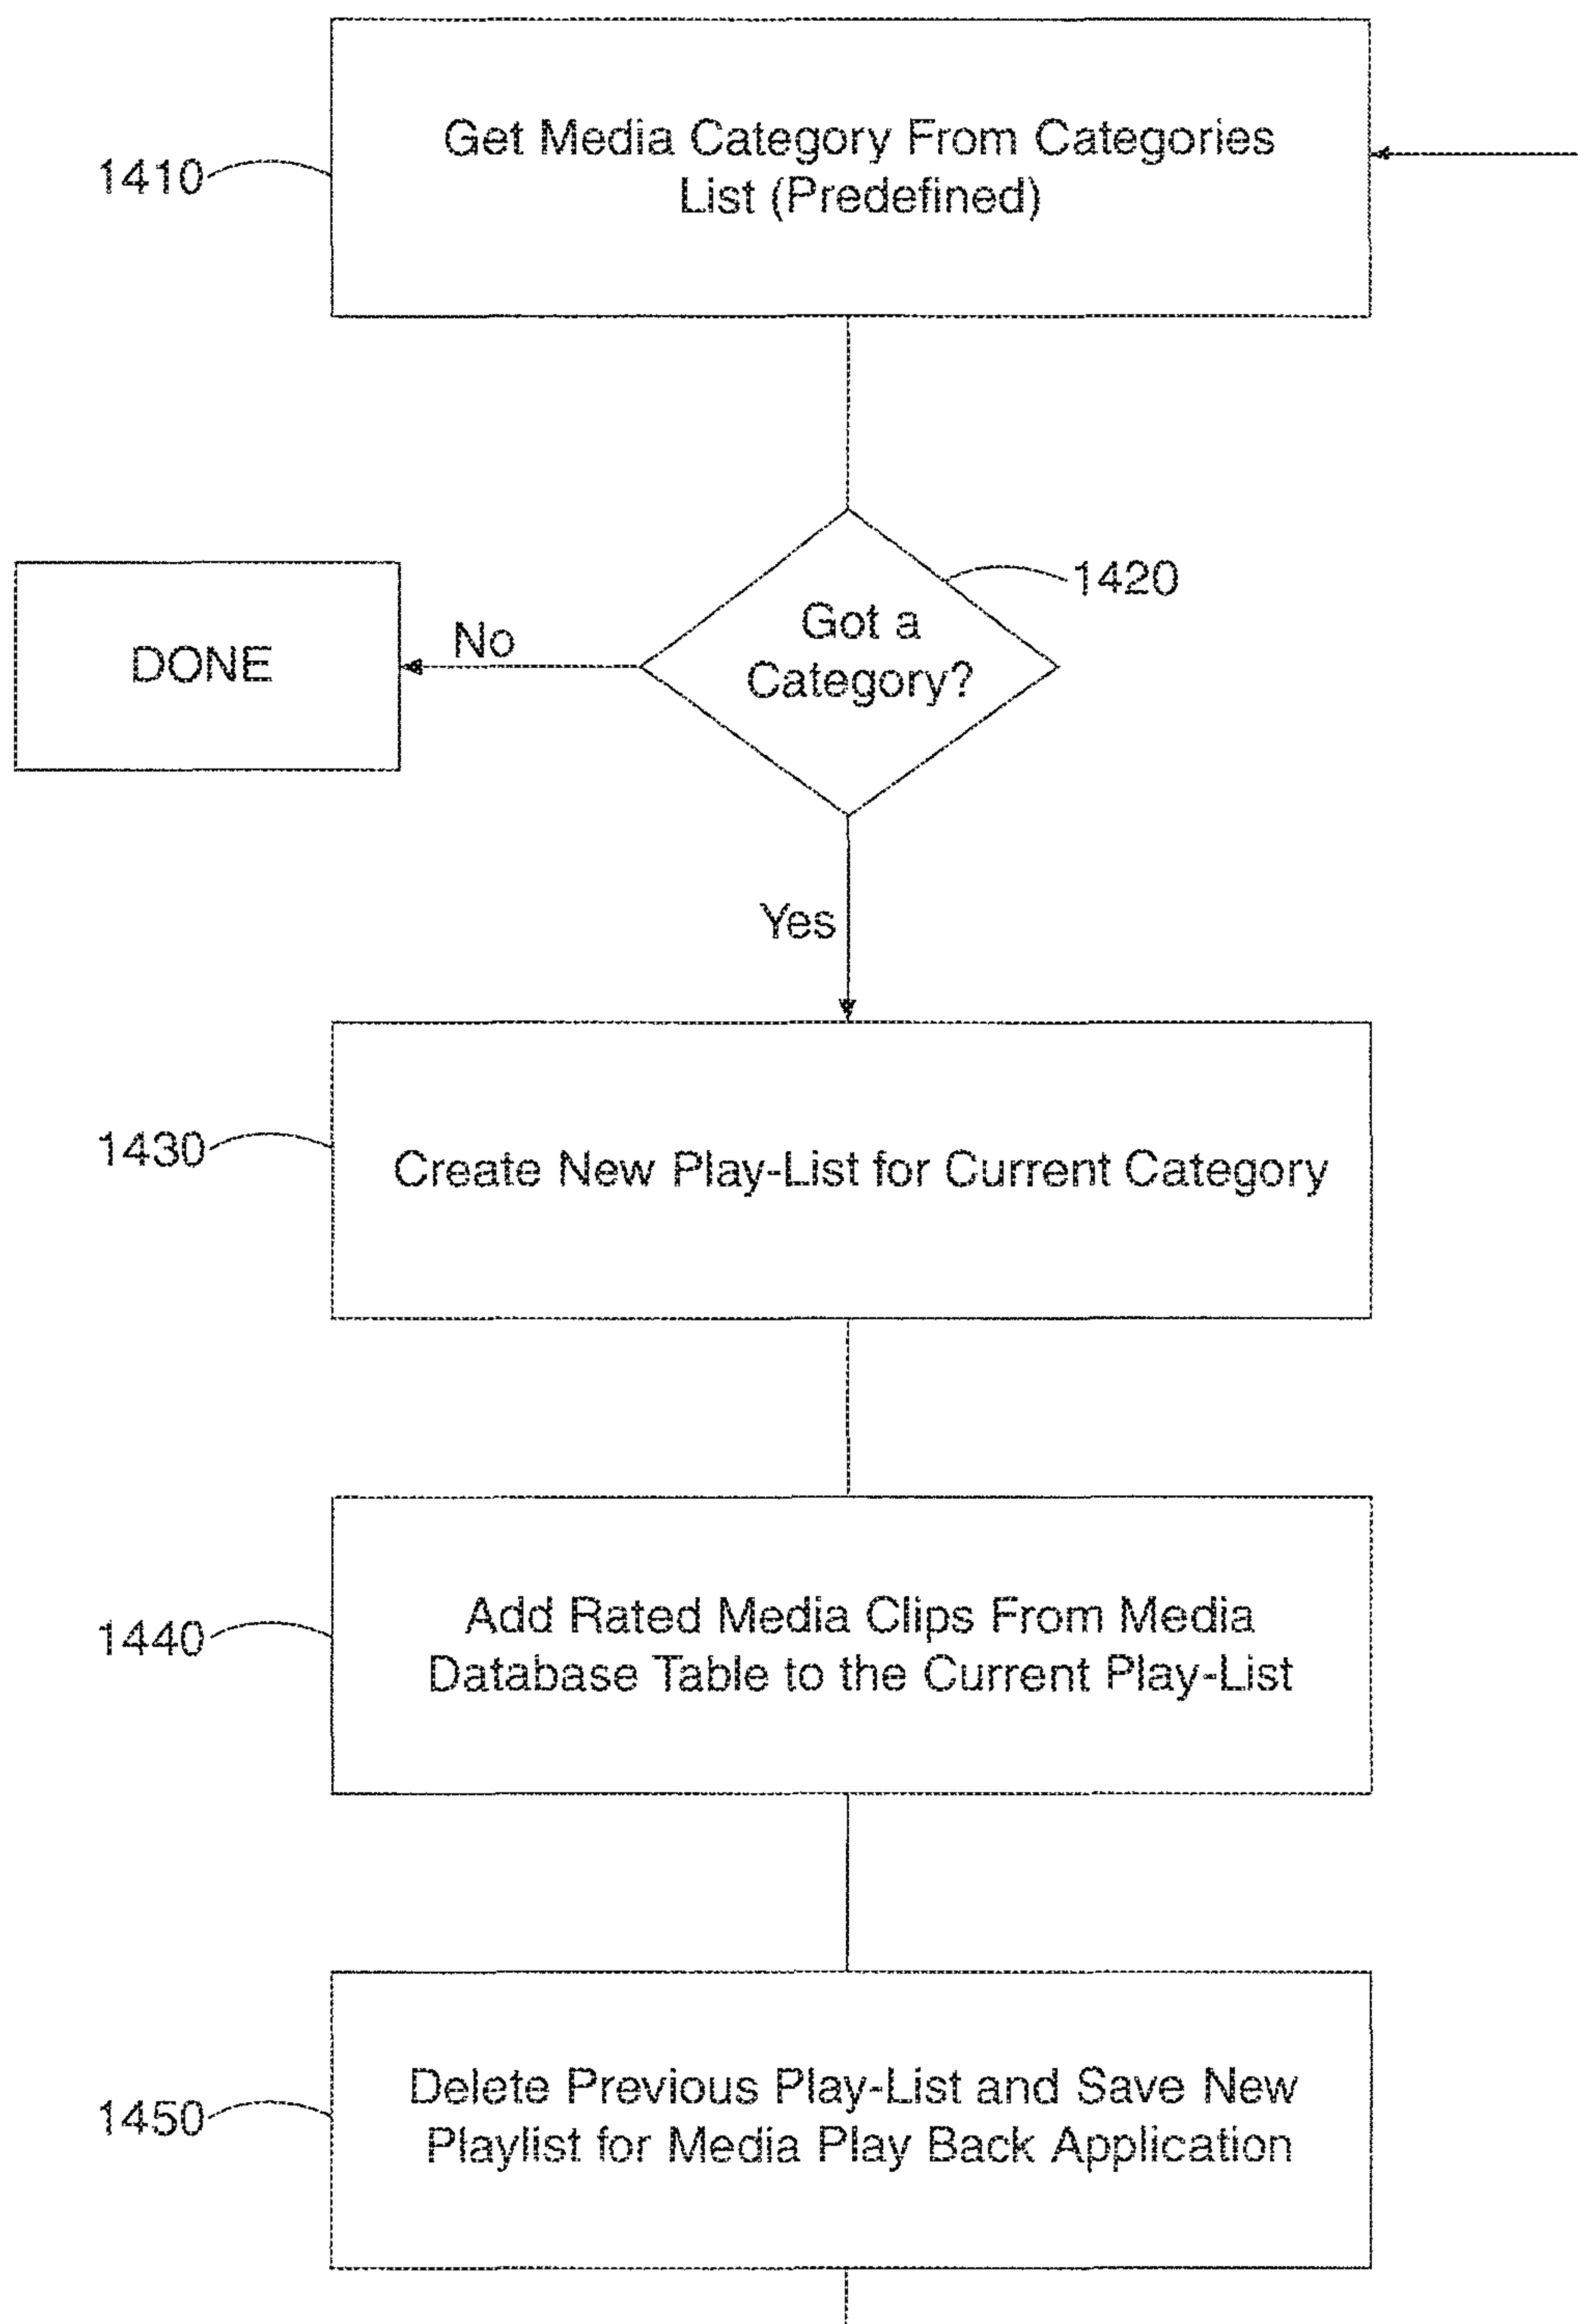 Get Media Category From Categories
List (Predefined)
1410
1420
Got a
Category?
No
DONE
Yes
1430
Create New Play-List for Current Category
Add Rated Media Clips From Media
Database Table to the Current Play-List
1440
Delete Previous Play-List and Save New
Playlist for Media Play Back Application
1450